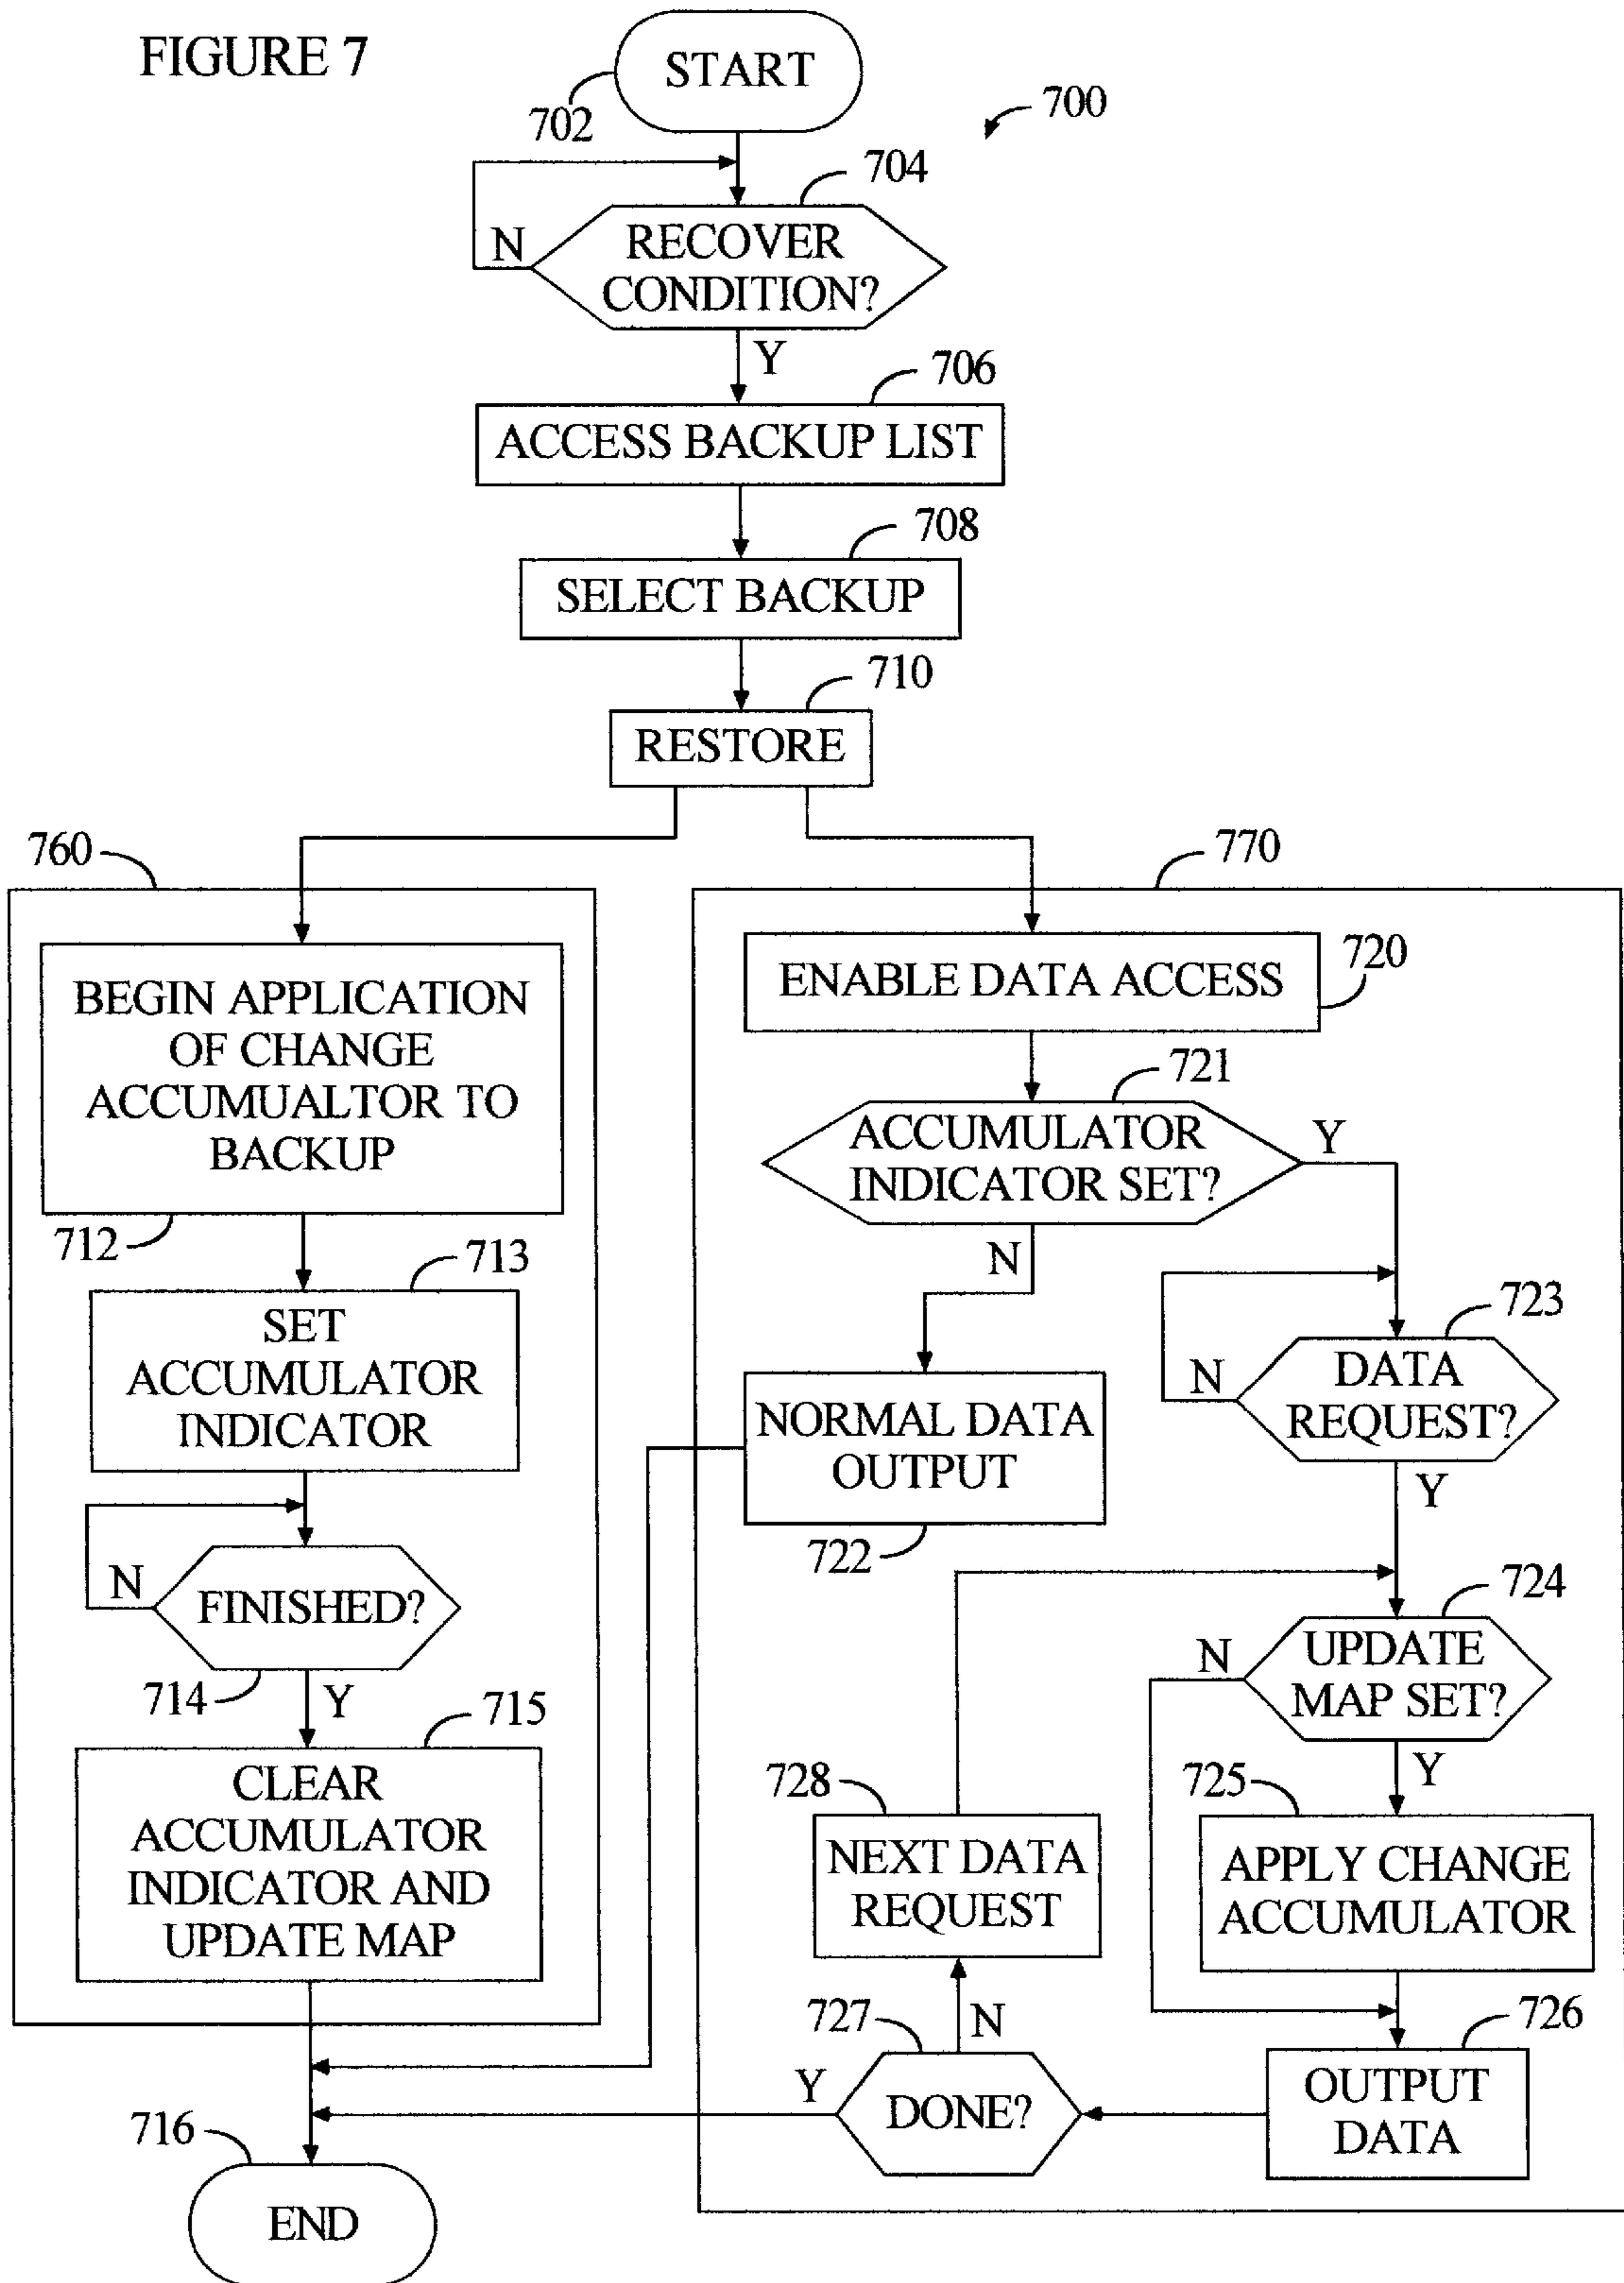 FIGURE 7
START
702
700
704
RECOVER
CONDITION?
N
Y
706
ACCESS BACKUP LIST
708
SELECT BACKUP
710
RESTORE
760
BEGIN APPLICATION
OF CHANGE
ACCUMUALTOR TO
BACKUP
712
713
SET
ACCUMULATOR
INDICATOR
N
FINISHED?
714
Y
715
CLEAR
ACCUMULATOR
INDICATOR AND
UPDATE MAP
770
ENABLE DATA ACCESS
720
721
ACCUMULATOR
INDICATOR SET?
Y
N
NORMAL DATA
OUTPUT
722
723
DATA
REQUEST?
N
Y
724
UPDATE
MAP SET?
N
Y
725
APPLY CHANGE
ACCUMULATOR
726
OUTPUT
DATA
727
DONE?
N
Y
728
NEXT DATA
REQUEST
716
END